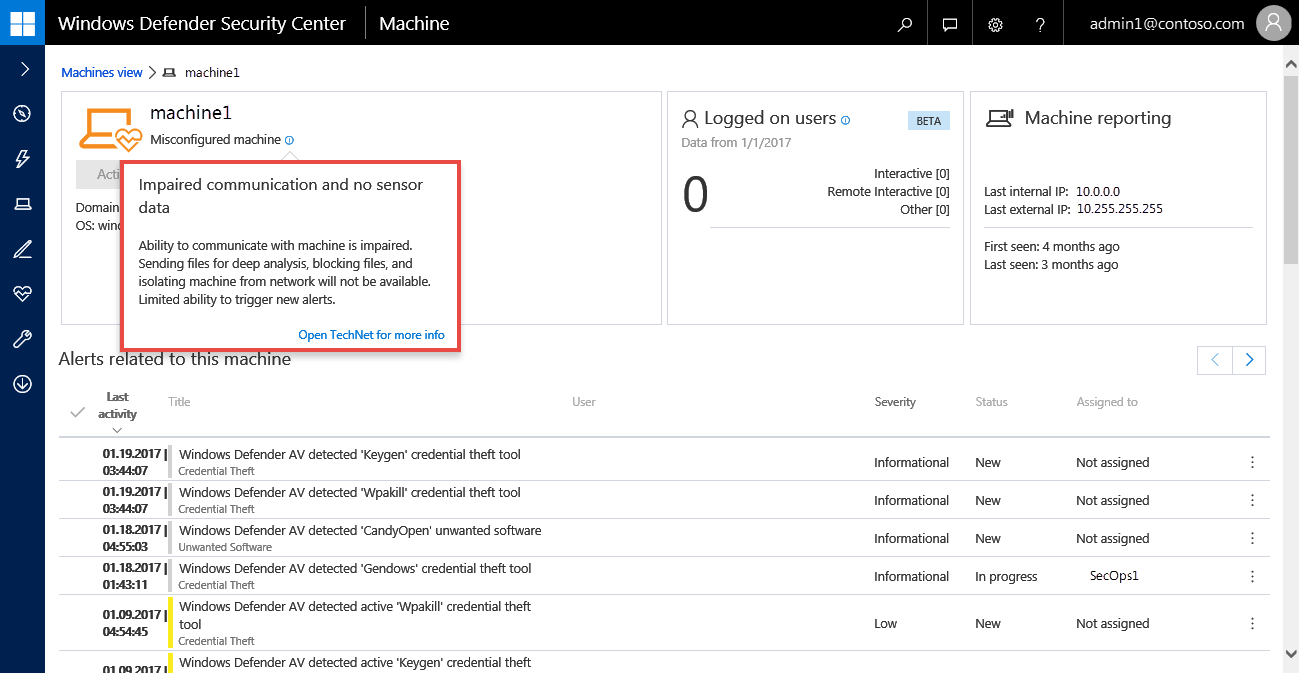 Windows Defender Security Center
Machine
?
admin1@contoso.com
Machines view
machine1
machine1
Misconfigured machine
Acti
Domain
OS: wind
Impaired communication and no sensor
data
Ability to communicate with machine is impaired.
Sending files for deep analysis, blocking files, and
isolating machine from network will not be available.
Limited ability to trigger new alerts.
Open TechNet for more info
Logged on users
BETA
Data from 1/1/2017
0
Interactive [0]
Remote Interactive [0]
Other [0]
Machine reporting
Last internal IP: 10.0.0.0
Last external IP: 10.255.255.255
First seen: 4 months ago
Last seen: 3 months ago
Alerts related to this machine
Last
activity
Title
User
Severity
Status
Assigned to
01.19.2017 |
03:44:07
Windows Defender AV detected 'Keygen' credential theft tool
Credential Theft
Informational
New
Not assigned
01.19.2017 |
03:44:07
Windows Defender AV detected 'Wpakill' credential theft tool
Credential Theft
Informational
New
Not assigned
01.18.2017 |
04:55:03
Windows Defender AV detected 'CandyOpen' unwanted software
Unwanted Software
Informational
New
Not assigned
01.18.2017 |
01:43:11
Windows Defender AV detected 'Gendows' credential theft tool
Credential Theft
Informational
In progress
SecOps1
01.09.2017 |
04:54:45
Windows Defender AV detected active 'Wpakill' credential theft
tool
Credential Theft
Low
New
Not assigned
01.09.2017 |
Windows Defender AV detected active 'Keygen' credential theft